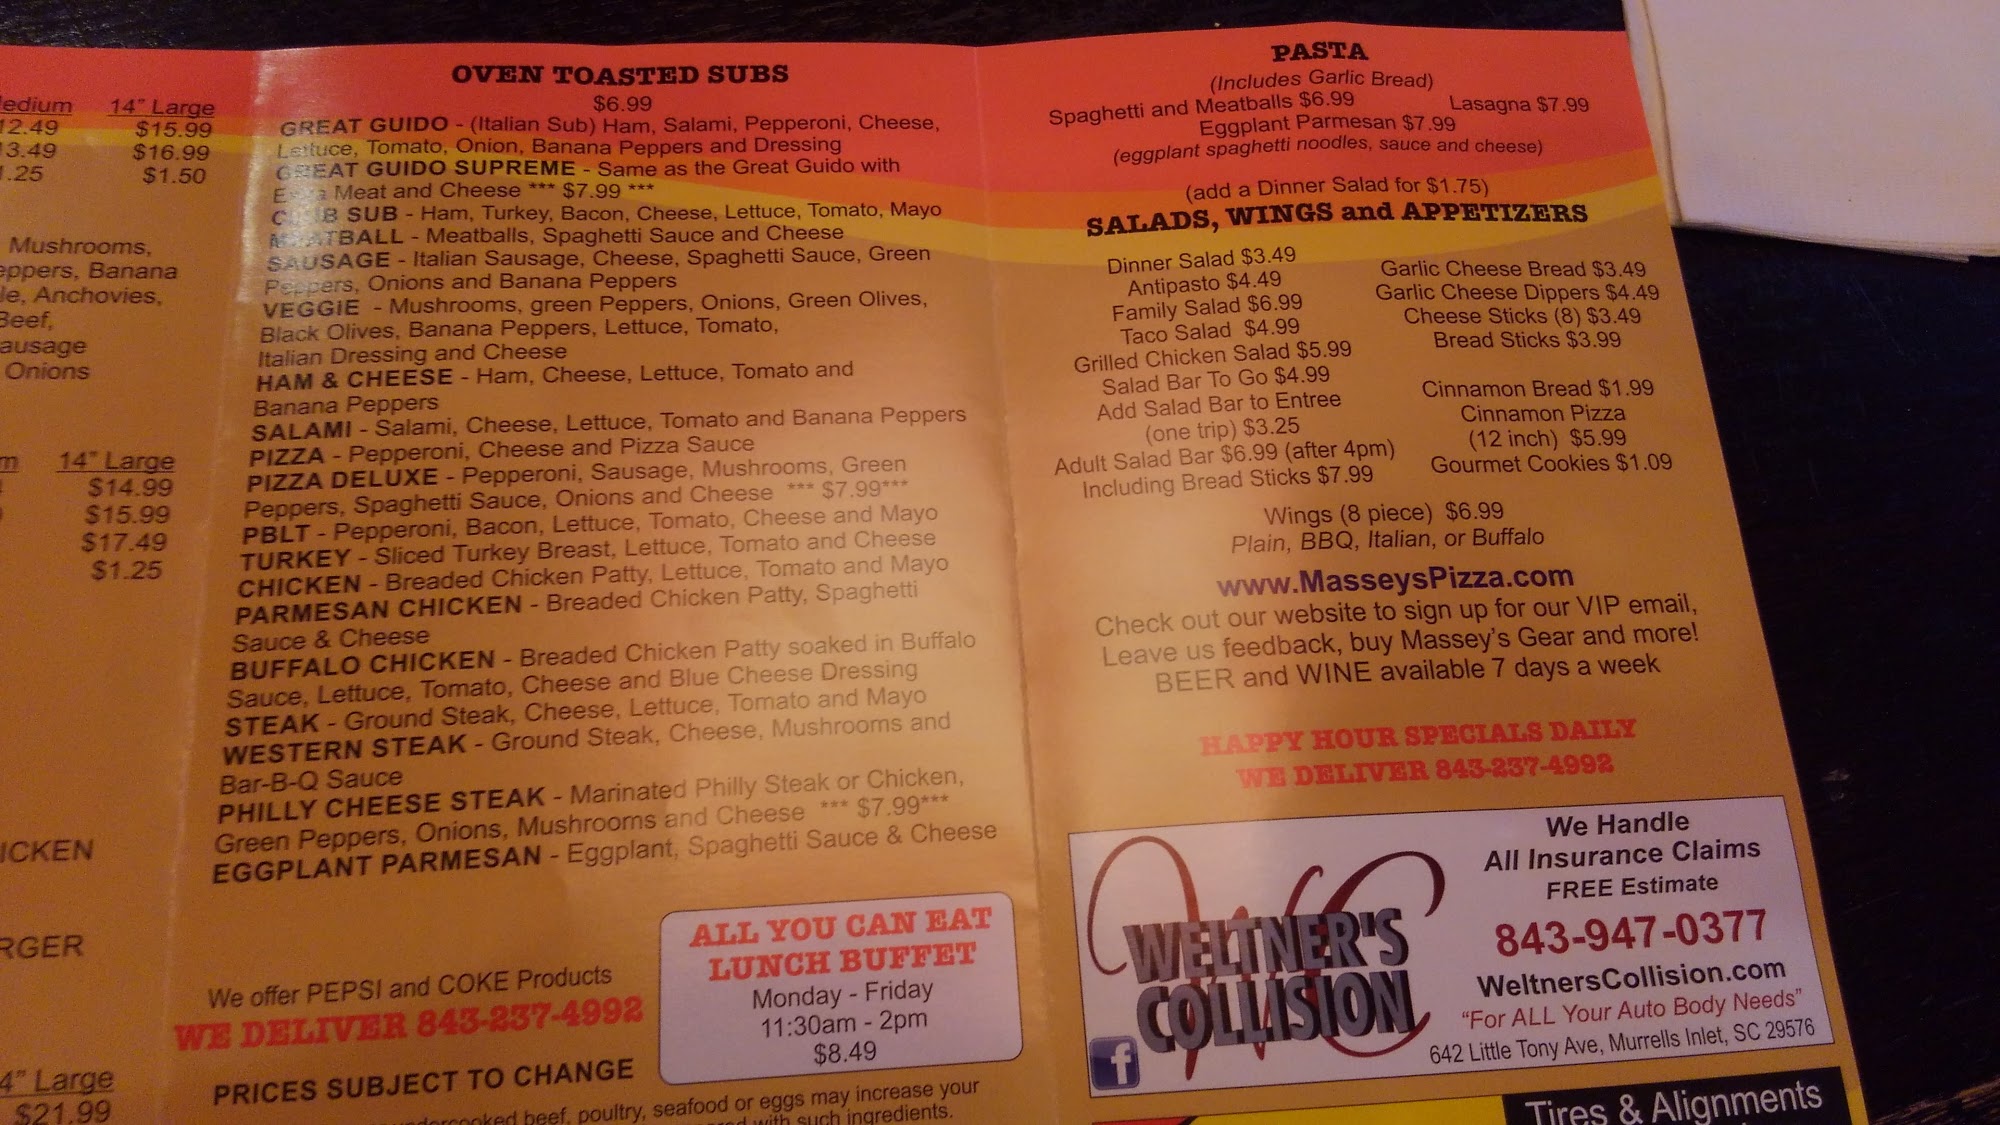 edium 14" Large
12.49 $15.99
13.49 $16.99
.25 $1.50
Mushrooms,
eppers, Banana
le, Anchovies,
Beef,
ausage
Onions
m 14" Large
$14.99
$15.99
$17.49
$1.25
ICKEN
RGER
4" Large
$21.99
OVEN TOASTED SUBS
$6.99
GREAT GUIDO - (Italian Sub) Ham, Salami, Pepperoni, Cheese,
Lettuce, Tomato, Onion, Banana Peppers and Dressing
GREAT GUIDO SUPREME - Same as the Great Guido with
Extra Meat and Cheese *** $7.99 ***
CLUB SUB - Ham, Turkey, Bacon, Cheese, Lettuce, Tomato, Mayo
MEATBALL - Meatballs, Spaghetti Sauce and Cheese
SAUSAGE - Italian Sausage, Cheese, Spaghetti Sauce, Green
Peppers, Onions and Banana Peppers
VEGGIE - Mushrooms, green Peppers, Onions, Green Olives,
Black Olives, Banana Peppers, Lettuce, Tomato,
Italian Dressing and Cheese
HAM & CHEESE - Ham, Cheese, Lettuce, Tomato and
Banana Peppers
SALAMI - Salami, Cheese, Lettuce, Tomato and Banana Peppers
PIZZA - Pepperoni, Cheese and Pizza Sauce
PIZZA DELUXE - Pepperoni, Sausage, Mushrooms, Green
Peppers, Spaghetti Sauce, Onions and Cheese *** $7.99***
PBLT - Pepperoni, Bacon, Lettuce, Tomato, Cheese and Mayo
TURKEY - Sliced Turkey Breast, Lettuce, Tomato and Cheese
CHICKEN - Breaded Chicken Patty, Lettuce, Tomato and Mayo
PARMESAN CHICKEN - Breaded Chicken Patty, Spaghetti
Sauce & Cheese
BUFFALO CHICKEN - Breaded Chicken Patty soaked in Buffalo
Sauce, Lettuce, Tomato, Cheese and Blue Cheese Dressing
STEAK - Ground Steak, Cheese, Lettuce, Tomato and Mayo
WESTERN STEAK - Ground Steak, Cheese, Mushrooms and
Bar-B-Q Sauce
PHILLY CHEESE STEAK - Marinated Philly Steak or Chicken,
Green Peppers, Onions, Mushrooms and Cheese *** $7.99***
EGGPLANT PARMESAN - Eggplant, Spaghetti Sauce & Cheese
We offer PEPSI and COKE Products
WE DELIVER 843-237-4992
PRICES SUBJECT TO CHANGE
ALL YOU CAN EAT
LUNCH BUFFET
Monday - Friday
11:30am - 2pm
$8.49
beef, poultry, seafood or eggs may increase your
with such ingredients.
PASTA
(Includes Garlic Bread)
Spaghetti and Meatballs $6.99 Lasagna $7.99
Eggplant Parmesan $7.99
(eggplant spaghetti noodles, sauce and cheese)
(add a Dinner Salad for $1.75)
SALADS, WINGS and APPETIZERS
Dinner Salad $3.49
Antipasto $4.49
Family Salad $6.99
Taco Salad $4.99
Grilled Chicken Salad $5.99
Salad Bar To Go $4.99
Add Salad Bar to Entree
(one trip) $3.25
Adult Salad Bar $6.99 (after 4pm)
Including Bread Sticks $7.99
Garlic Cheese Bread $3.49
Garlic Cheese Dippers $4.49
Cheese Sticks (8) $3.49
Bread Sticks $3.99
Cinnamon Bread $1.99
Cinnamon Pizza
(12 inch) $5.99
Gourmet Cookies $1.09
Wings (8 piece) $6.99
Plain, BBQ, Italian, or Buffalo
www.MasseysPizza.com
Check out our website to sign up for our VIP email,
Leave us feedback, buy Massey's Gear and more!
BEER and WINE available 7 days a week
HAPPY HOUR SPECIALS DAILY
WE DELIVER 843-237-4992
WELTNER'S
COLLISION
f
We Handle
All Insurance Claims
FREE Estimate
843-947-0377
WeltnersCollision.com
"For ALL Your Auto Body Needs"
642 Little Tony Ave, Murrells Inlet, SC 29576
Tires & Alignments